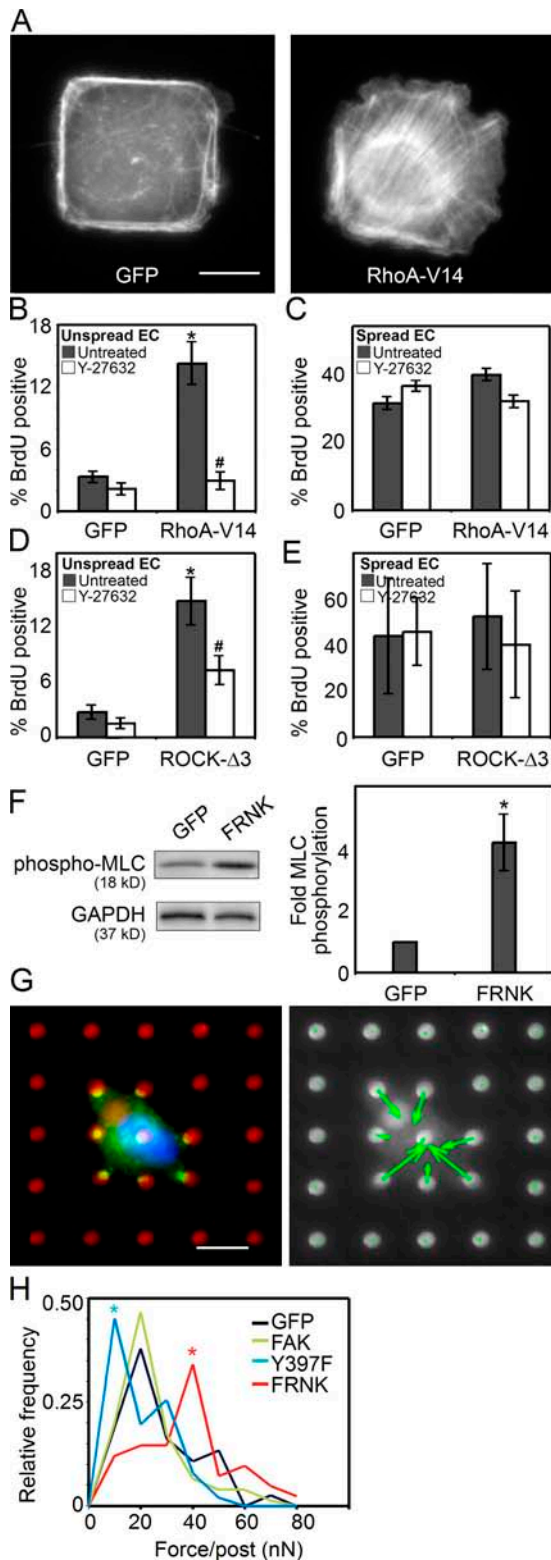 A
GFP
RhoA-V14
B
18
12
6
0
% BrdU positive
Unspread EC
Untreated
Y-27632
*
#
GFP RhoA-V14
C
40
20
0
% BrdU positive
Spread EC
Untreated
Y-27632
GFP RhoA-V14
D
18
12
6
0
% BrdU positive
Unspread EC
Untreated
Y-27632
*
#
GFP ROCK-Δ3
E
60
40
20
0
% BrdU positive
Spread EC
Untreated
Y-27632
GFP ROCK-Δ3
F
GFP FRNK
phospho-MLC
(18 kD)
GAPDH
(37 kD)
Fold MLC
phosphorylation
4
2
0
*
GFP FRNK
G
H
0.50
0.25
0
Relative frequency
*
*
GFP
FAK
Y397F
FRNK
0 20 40 60 80
Force/post (nN)